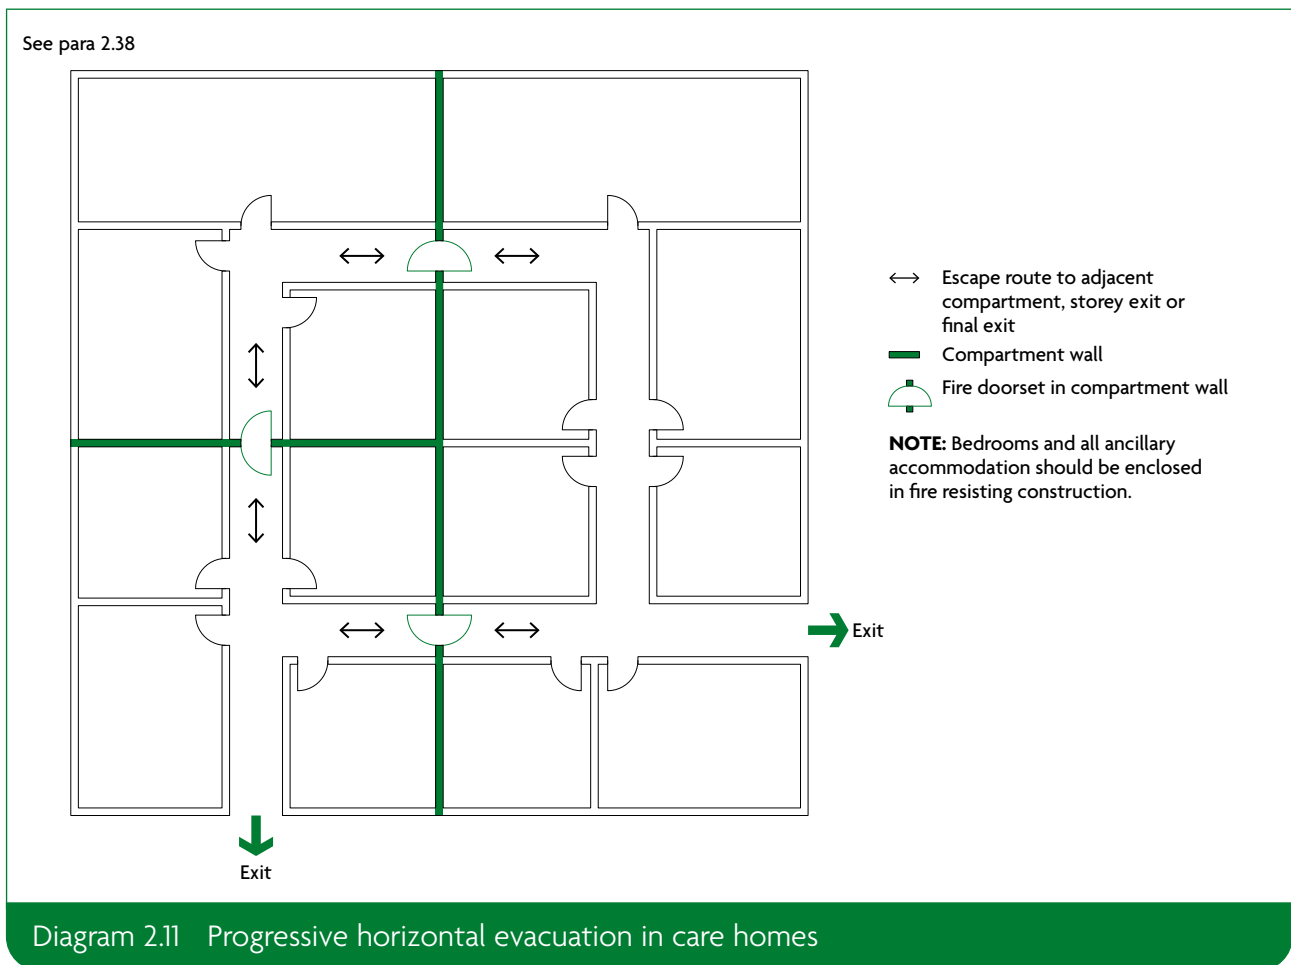 See para 2.38
Escape route to adjacent
compartment, storey exit or
final exit
Compartment wall
Fire doorset in compartment wall
NOTE: Bedrooms and all ancillary
accommodation should be enclosed
in fire resisting construction.
Exit
Exit
Diagram 2.11 Progressive horizontal evacuation in care homes